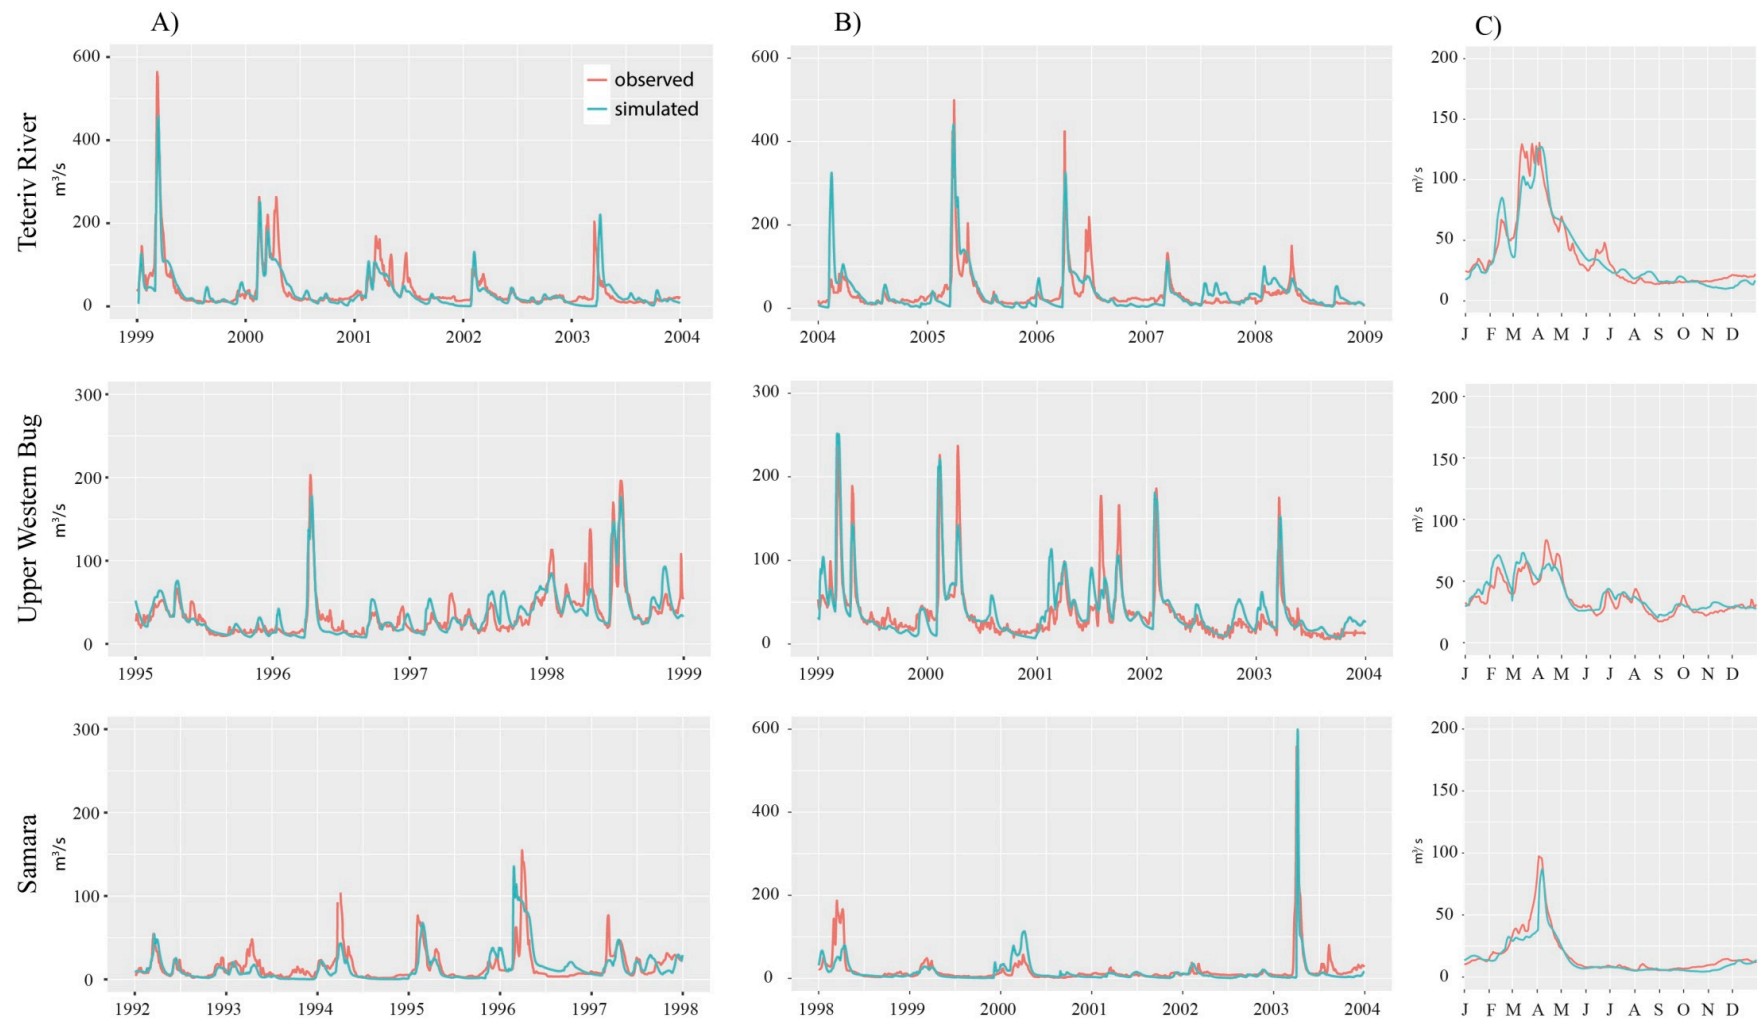 A)
B)
C)
Teteriv River
m³/s
600
400
200
0
observed
simulated
1999 2000 2001 2002 2003 2004
600
400
200
0
2004 2005 2006 2007 2008 2009
m³/s
200
150
100
50
0
J F M A M J J A S O N D
Upper Western Bug
m³/s
300
200
100
0
1995 1996 1997 1998 1999
300
200
100
0
1999 2000 2001 2002 2003 2004
m³/s
200
150
100
50
0
J F M A M J J A S O N D
Samara
m³/s
300
200
100
0
1992 1993 1994 1995 1996 1997 1998
600
400
200
0
1998 1999 2000 2001 2002 2003 2004
m³/s
200
150
100
50
0
J F M A M J J A S O N D